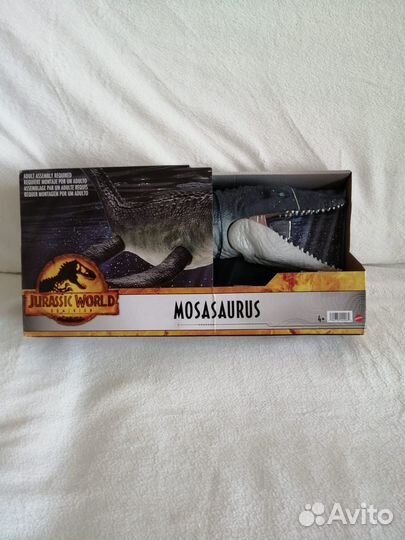 ADULT ASSEMBLY REQUIRED
REQUIERE MONTAJE POR UN ADULTO
ASSEMBLAGE PAR UN ADULTE REQUIS
REQUER MONTAGEM POR UM ADULTO
JURASSIC WORLD
DOMINION
MOSASAURUS
4+
Avito